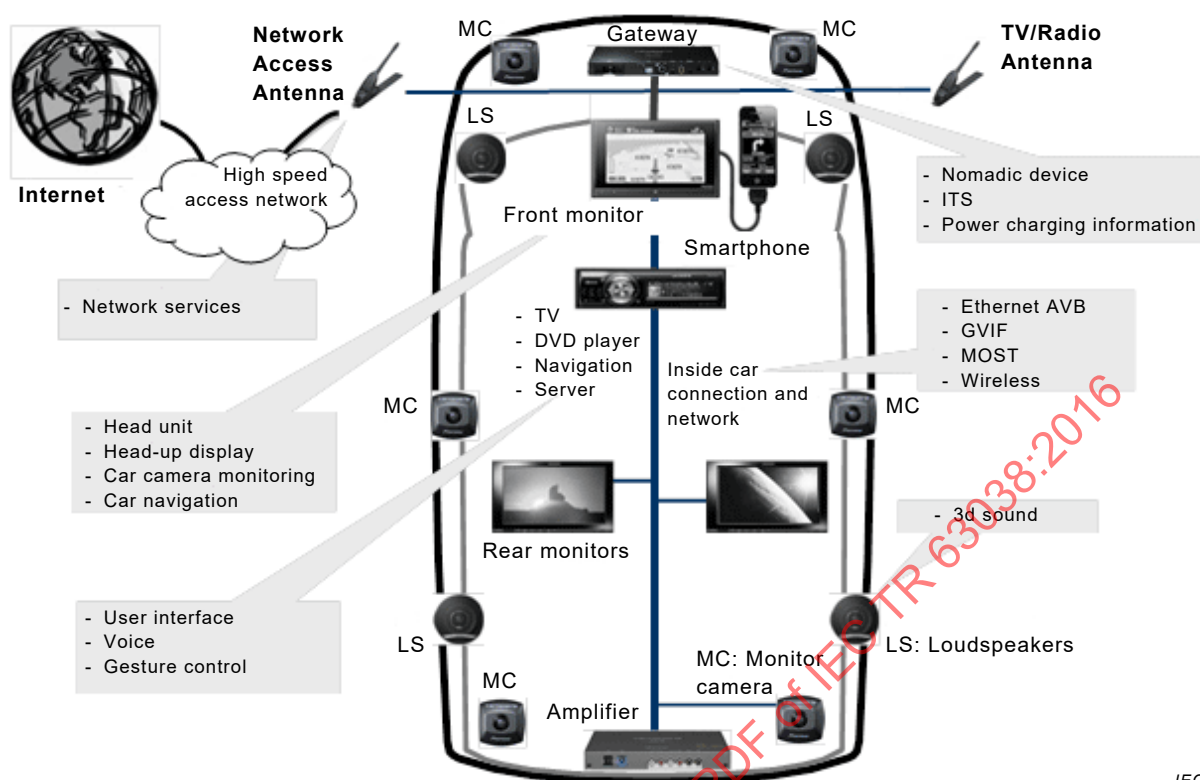 Network
Access
Antenna
MC
Gateway
MC
TV/Radio
Antenna
LS
LS
Internet
High speed
access network
Front monitor
Smartphone
- Nomadic device
- ITS
- Power charging information
- Network services
- TV
- DVD player
- Navigation
- Server
Inside car
connection and
network
- Ethernet AVB
- GVIF
- MOST
- Wireless
MC
MC
- Head unit
- Head-up display
- Car camera monitoring
- Car navigation
Rear monitors
- 3d sound
- User interface
- Voice
- Gesture control
LS
LS: Loudspeakers
MC
MC: Monitor
camera
Amplifier
PDF of IEC TR 63038:2016
IEC